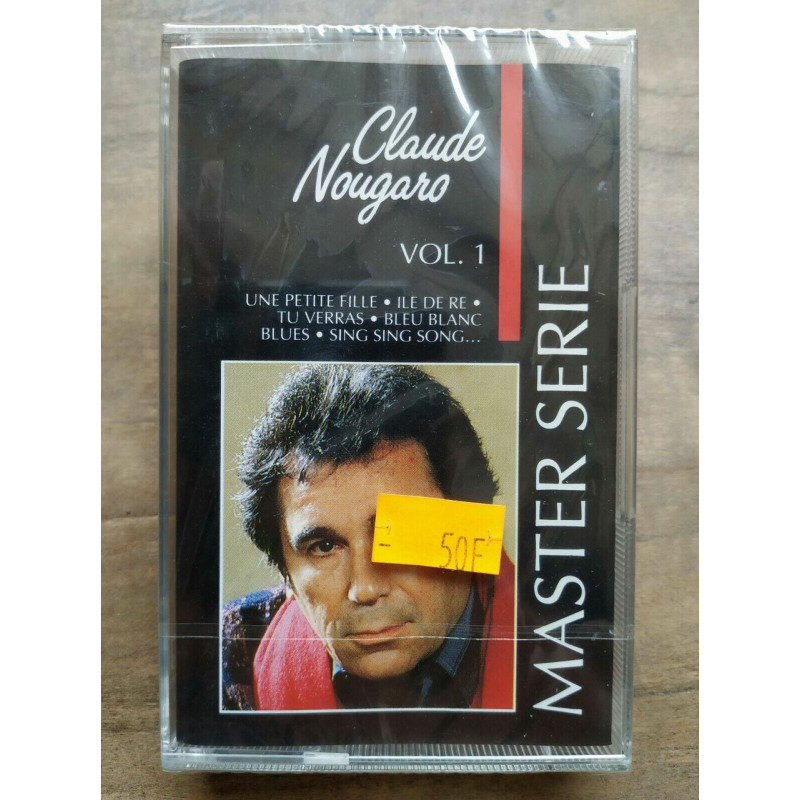 Claude
Nougaro
VOL. 1
UNE PETITE FILLE • ILE DE RE •
TU VERRAS • BLEU BLANC
BLUES • SING SING SONG...
MASTER SERIE
50F